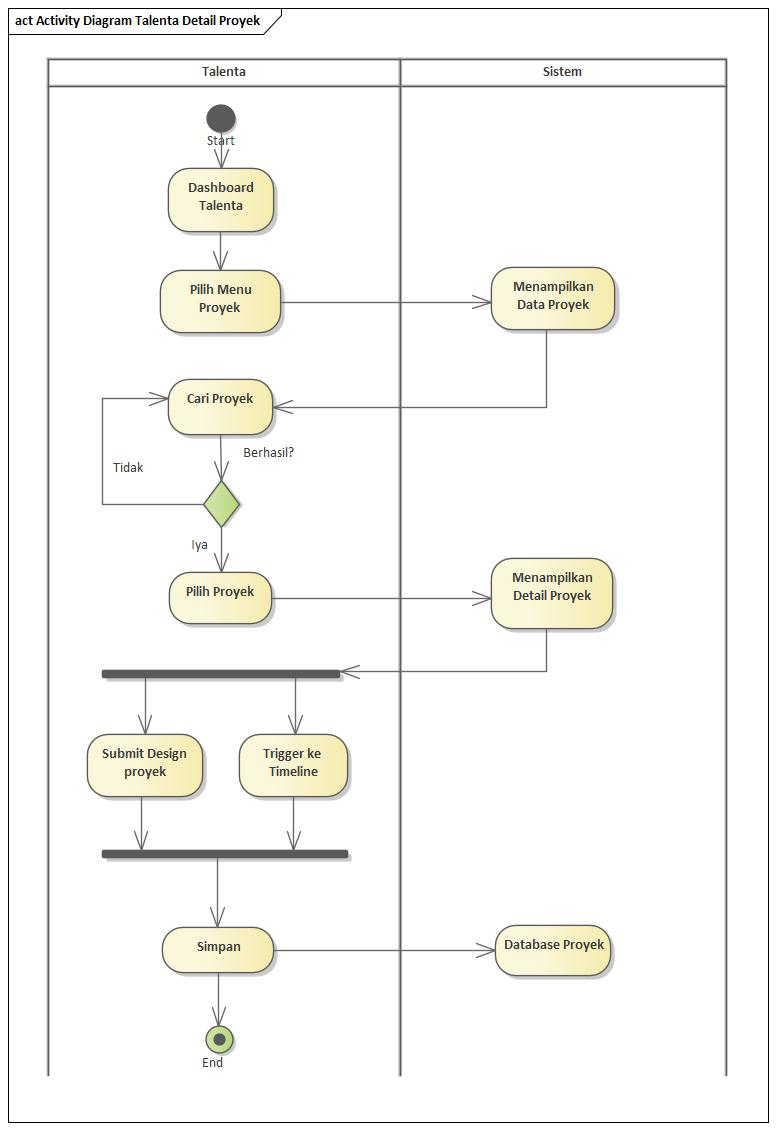 act Activity Diagram Talenta Detail Proyek
Talenta
Sistem
Start
Dashboard
Talenta
Pilih Menu
Proyek
Menampilkan
Data Proyek
Cari Proyek
Berhasil?
Tidak
Iya
Pilih Proyek
Menampilkan
Detail Proyek
Submit Design
proyek
Trigger ke
Timeline
Simpan
Database Proyek
End